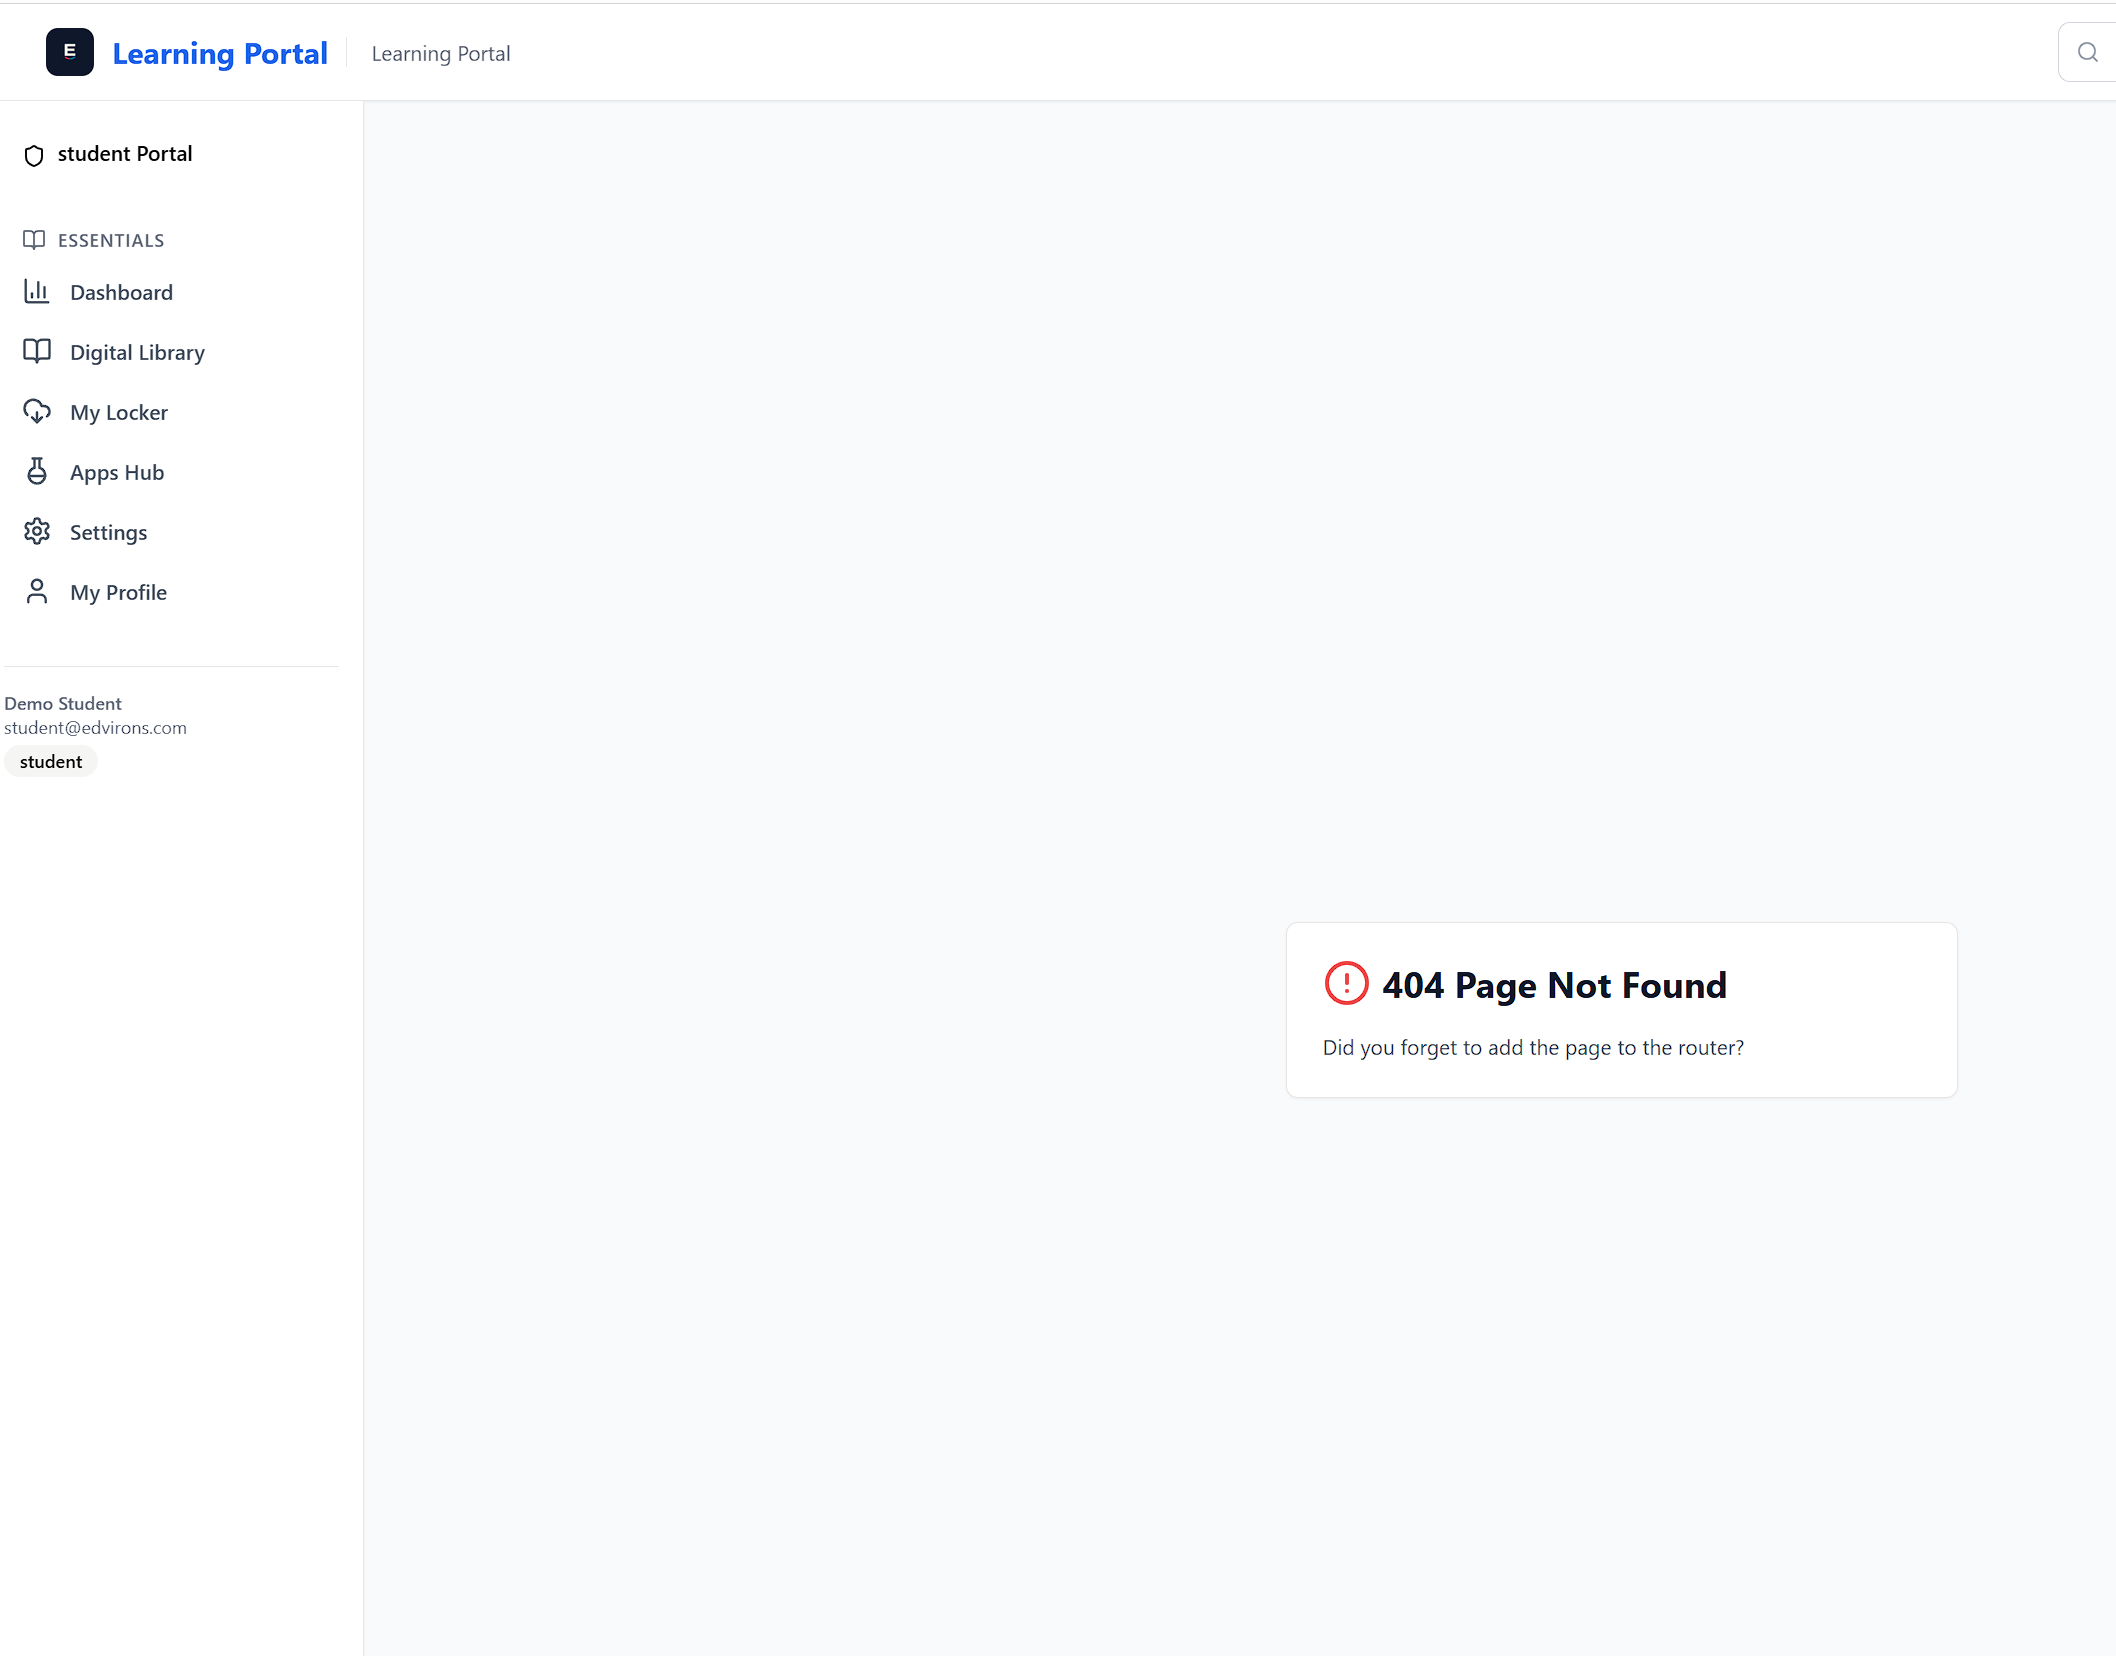 E Learning Portal Learning Portal
student Portal
ESSENTIALS
Dashboard
Digital Library
My Locker
Apps Hub
Settings
My Profile
Demo Student
student@edvirons.com
student
404 Page Not Found
Did you forget to add the page to the router?